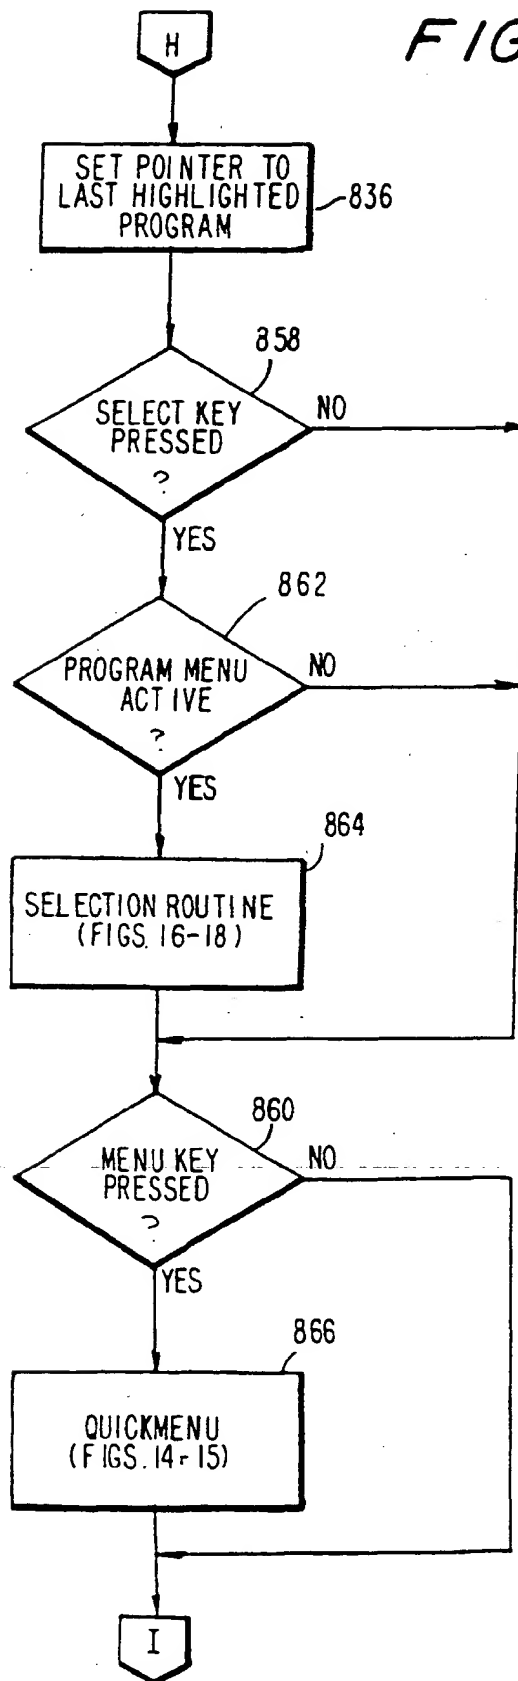 H
FIG
SET POINTER TO
LAST HIGHLIGHTED
PROGRAM
836
858
SELECT KEY
PRESSED
?
NO
YES
862
PROGRAM MENU
ACTIVE
?
NO
YES
864
SELECTION ROUTINE
(FIGS. 16-18)
860
MENU KEY
PRESSED
?
NO
YES
866
QUICKMENU
(FIGS. 14-15)
I